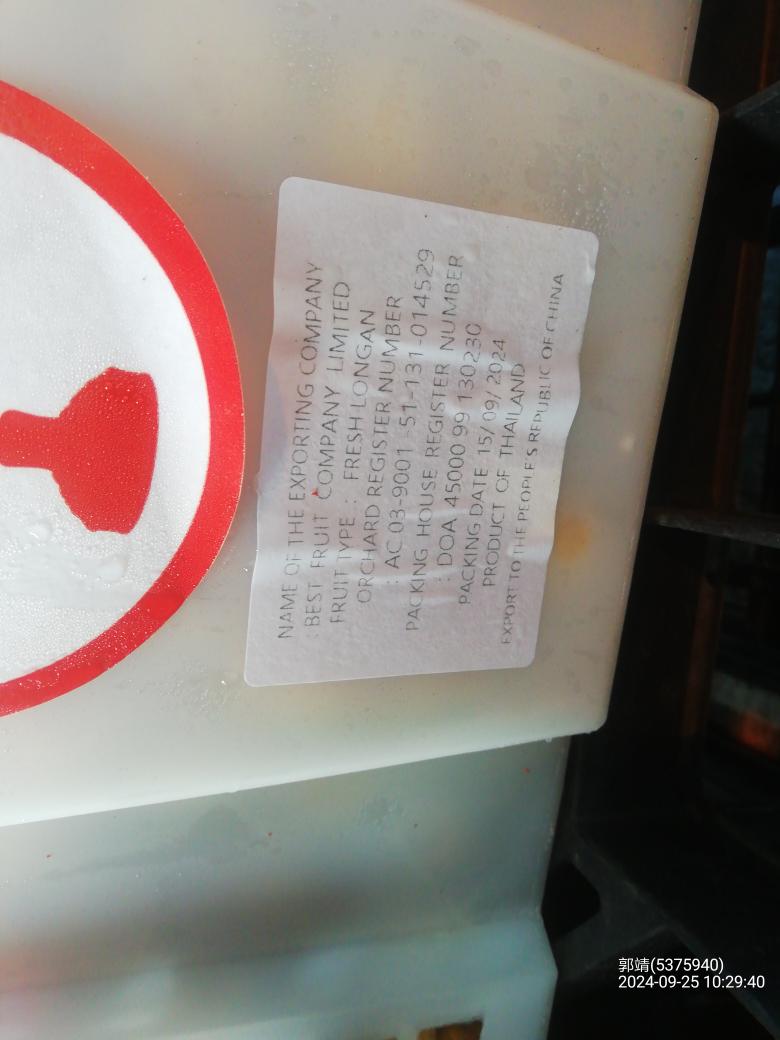 NAME OF THE EXPORTING COMPANY
: BEST FRUIT COMPANY LIMITED
FRUIT TYPE : FRESH LONGAN
ORCHARD REGISTER NUMBER
: AC 03-9001 -51-131-014529
PACKING HOUSE REGISTER NUMBER
: DOA 45000 99 130230
PACKING DATE 15/09/2024
PRODUCT OF THAILAND
EXPORT TO THE PEOPLE'S REPUBLIC OF CHINA
郭靖(5375940)
2024-09-25 10:29:40